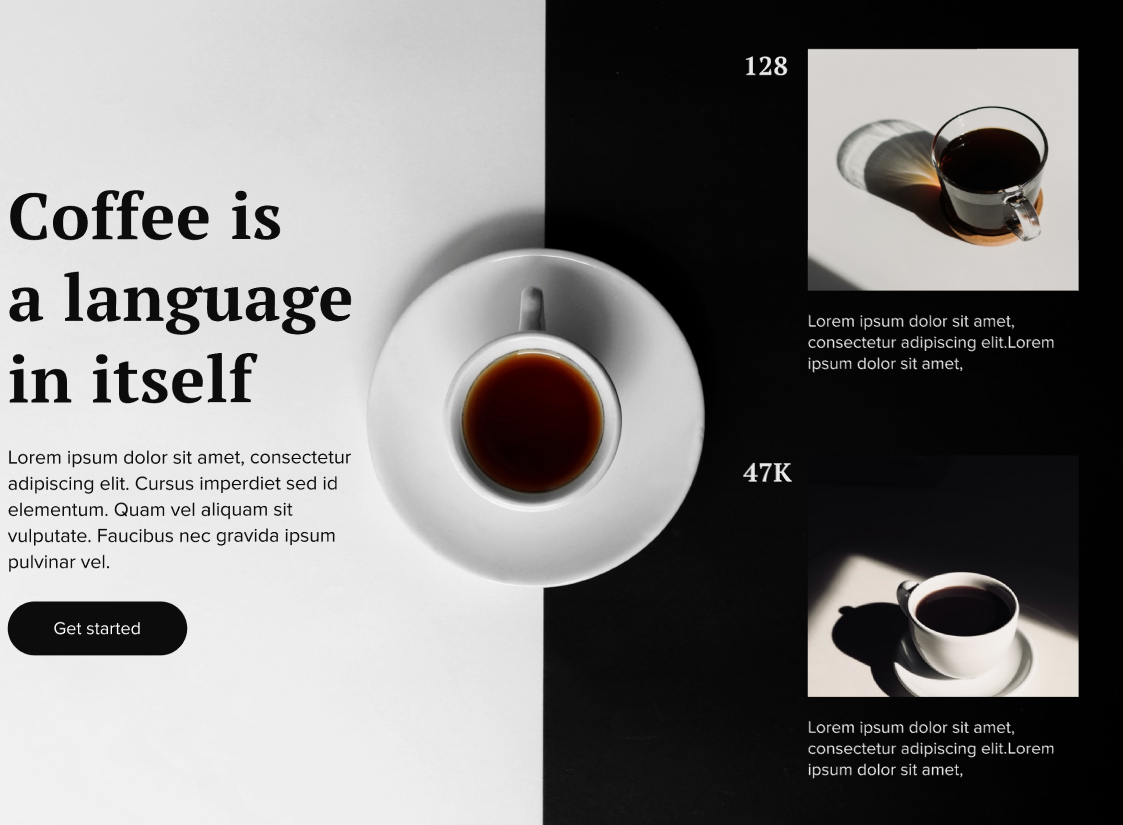 Coffee is
a language
in itself
Lorem ipsum dolor sit amet, consectetur
adipiscing elit. Cursus imperdiet sed id
elementum. Quam vel aliquam sit
vulputate. Faucibus nec gravida ipsum
pulvinar vel.
Get started
128
Lorem ipsum dolor sit amet,
consectetur adipiscing elit.Lorem
ipsum dolor sit amet,
47K
Lorem ipsum dolor sit amet,
consectetur adipiscing elit.Lorem
ipsum dolor sit amet,